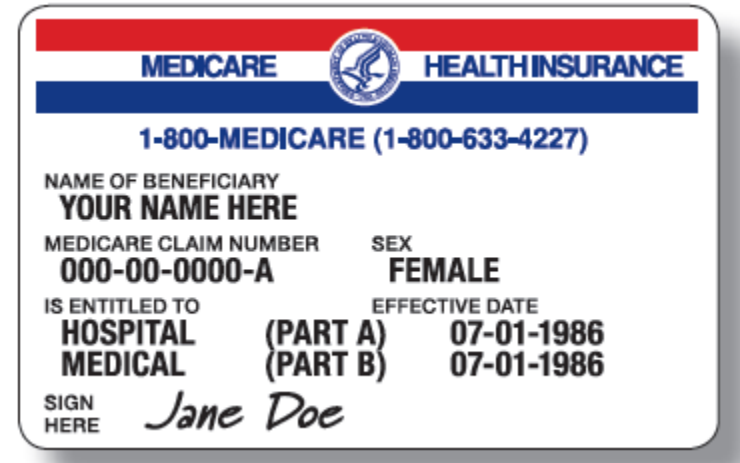 MEDICARE HEALTH INSURANCE
1-800-MEDICARE (1-800-633-4227)
NAME OF BENEFICIARY
YOUR NAME HERE
MEDICARE CLAIM NUMBER SEX
000-00-0000-A FEMALE
IS ENTITLED TO EFFECTIVE DATE
HOSPITAL (PART A) 07-01-1986
MEDICAL (PART B) 07-01-1986
SIGN
HERE Jane Doe